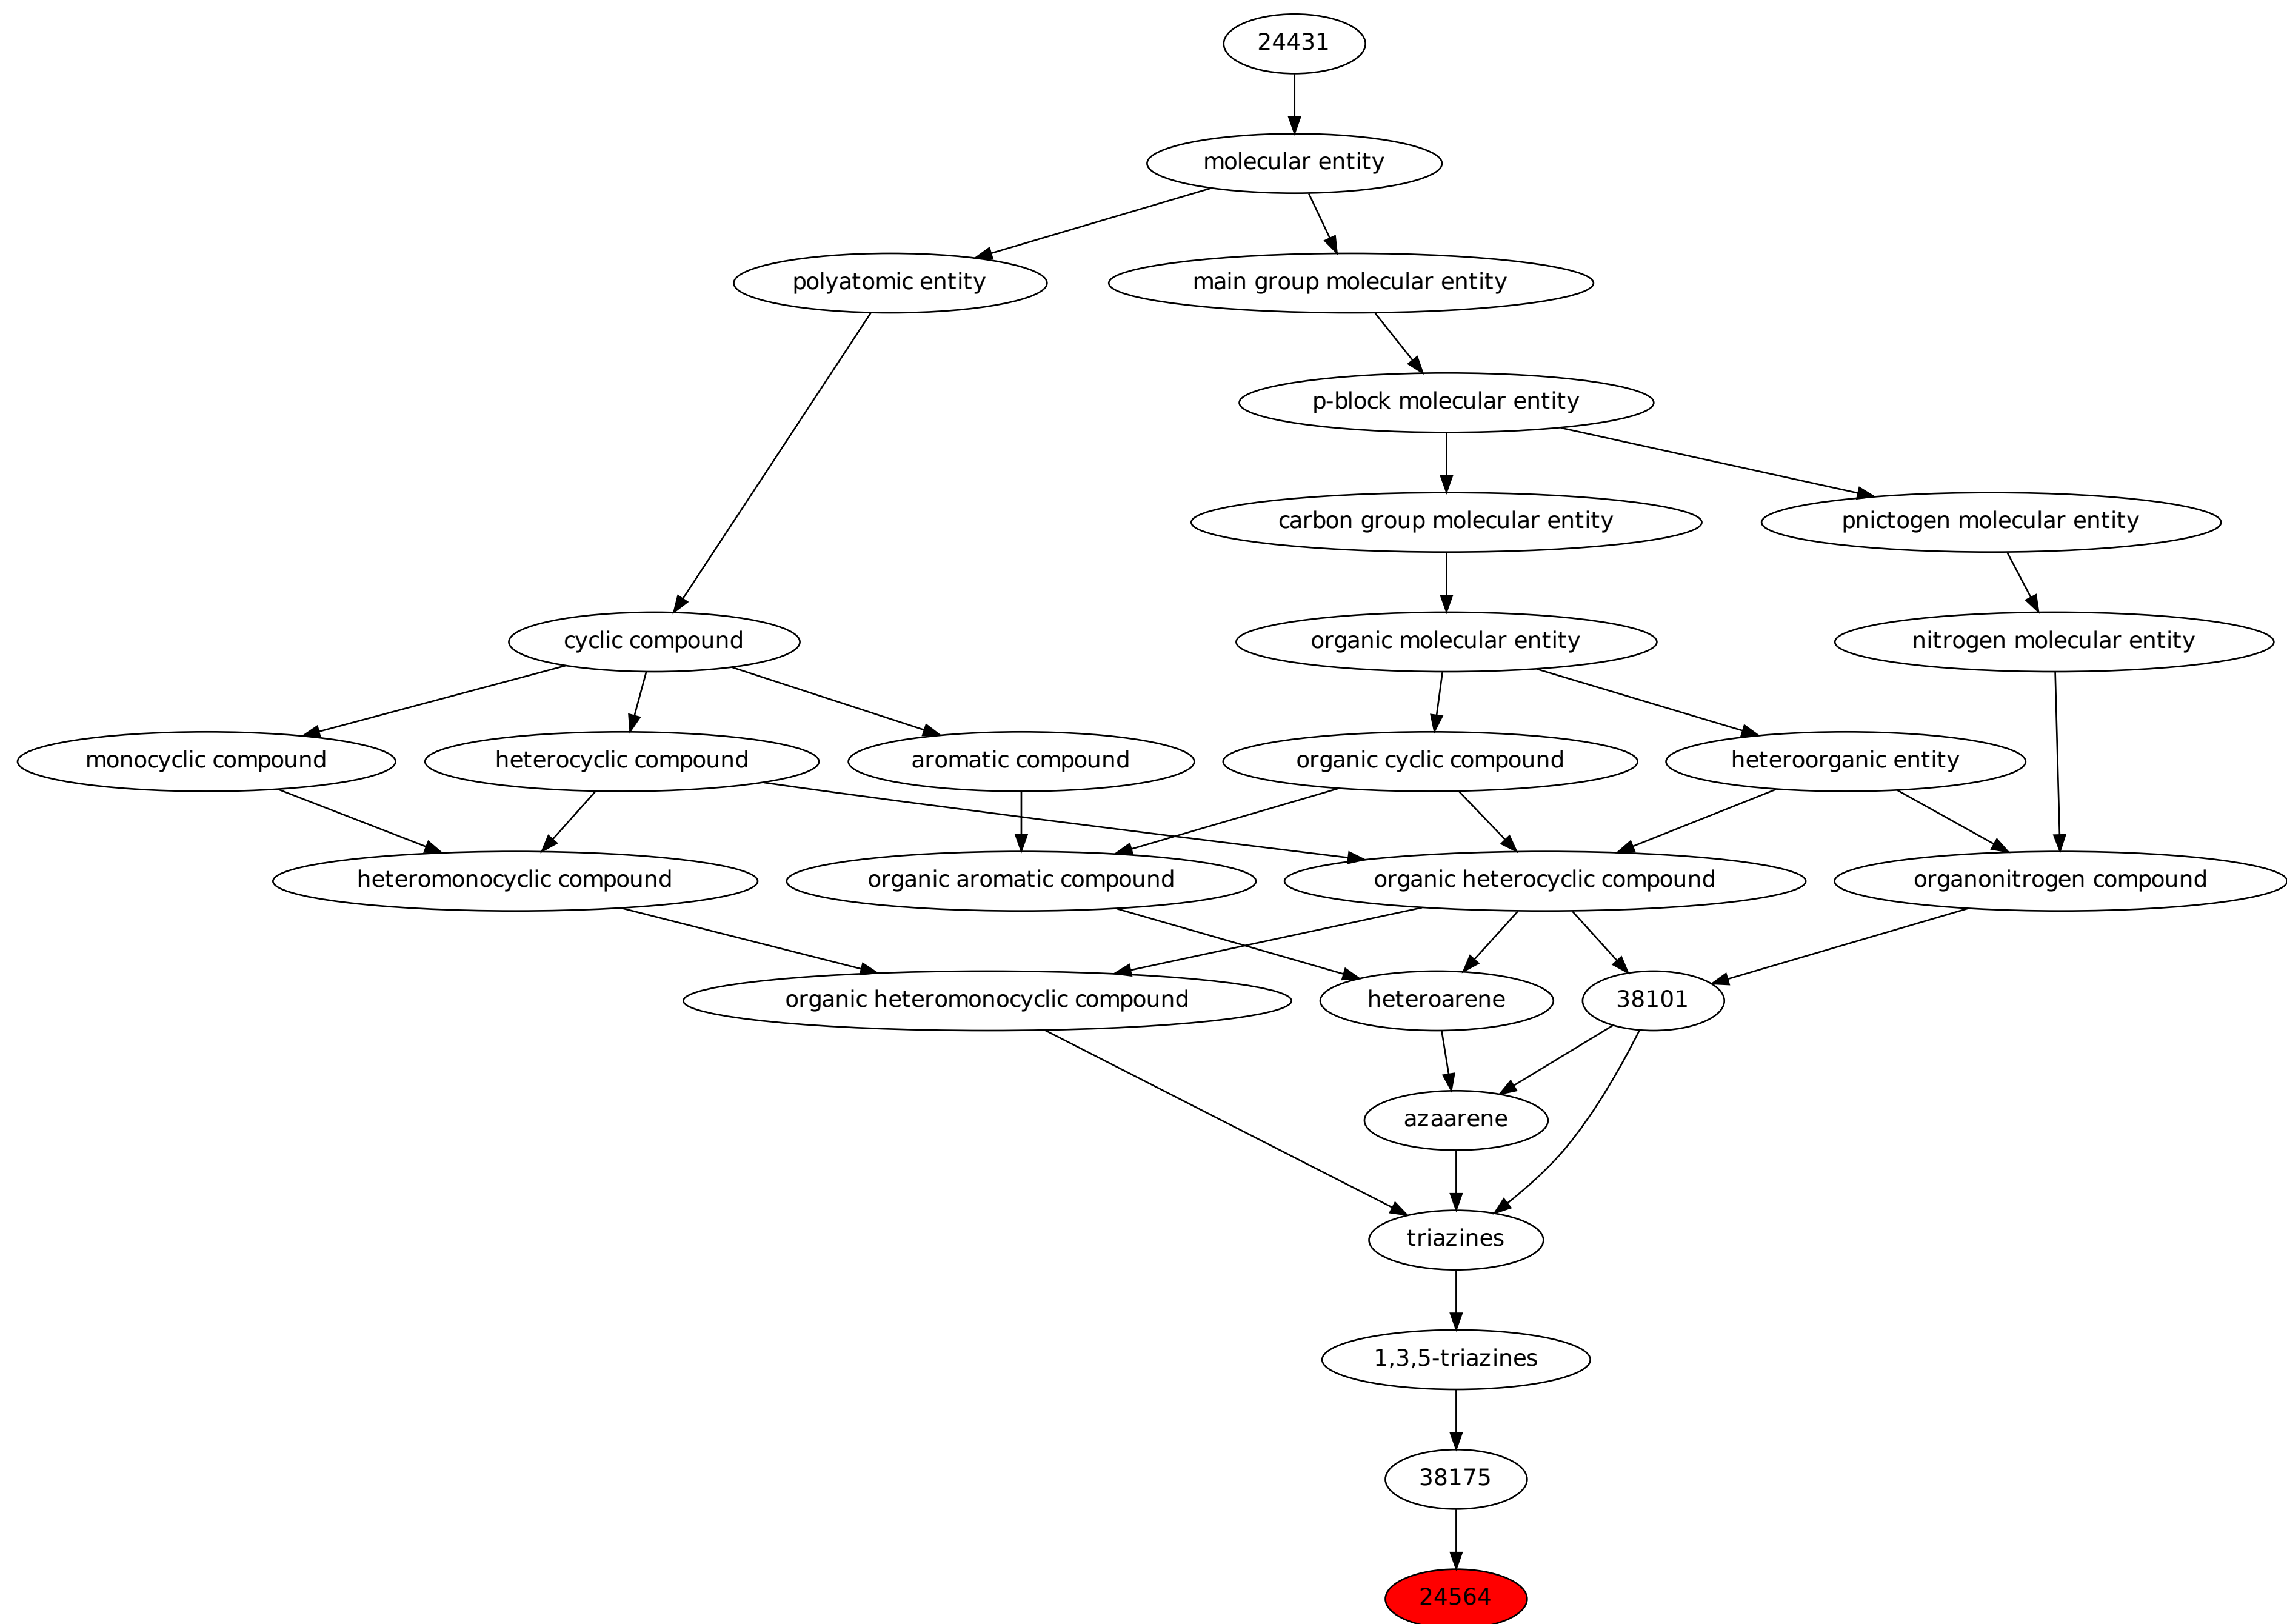 24431
molecular entity
polyatomic entity
main group molecular entity
p-block molecular entity
carbon group molecular entity
pnictogen molecular entity
cyclic compound
organic molecular entity
nitrogen molecular entity
monocyclic compound
heterocyclic compound
aromatic compound
organic cyclic compound
heteroorganic entity
heteromonocyclic compound
organic aromatic compound
organic heterocyclic compound
organonitrogen compound
organic heteromonocyclic compound
heteroarene
38101
azaarene
triazines
1,3,5-triazines
38175
24564